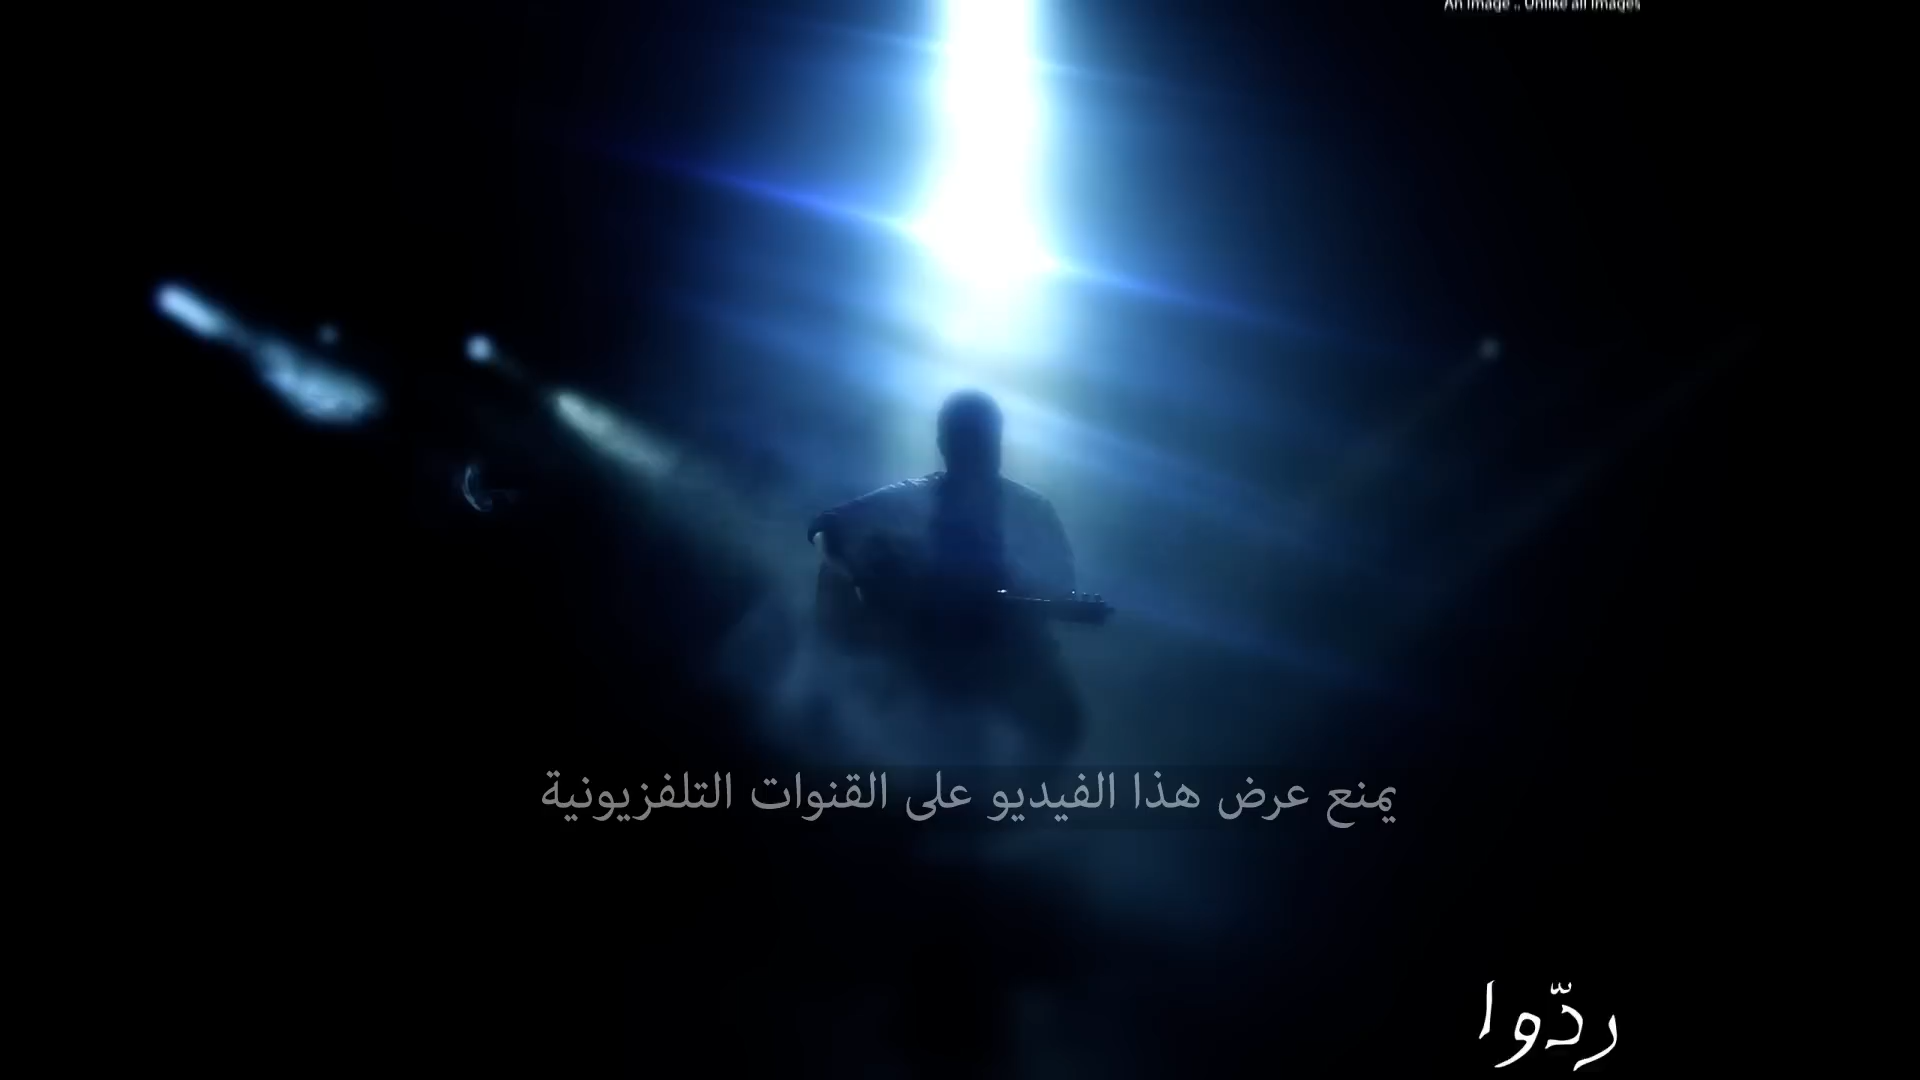 An Image .. Unlike all Images
يمنع عرض هذا الفيديو على القنوات التلفزيونية
ردّوا